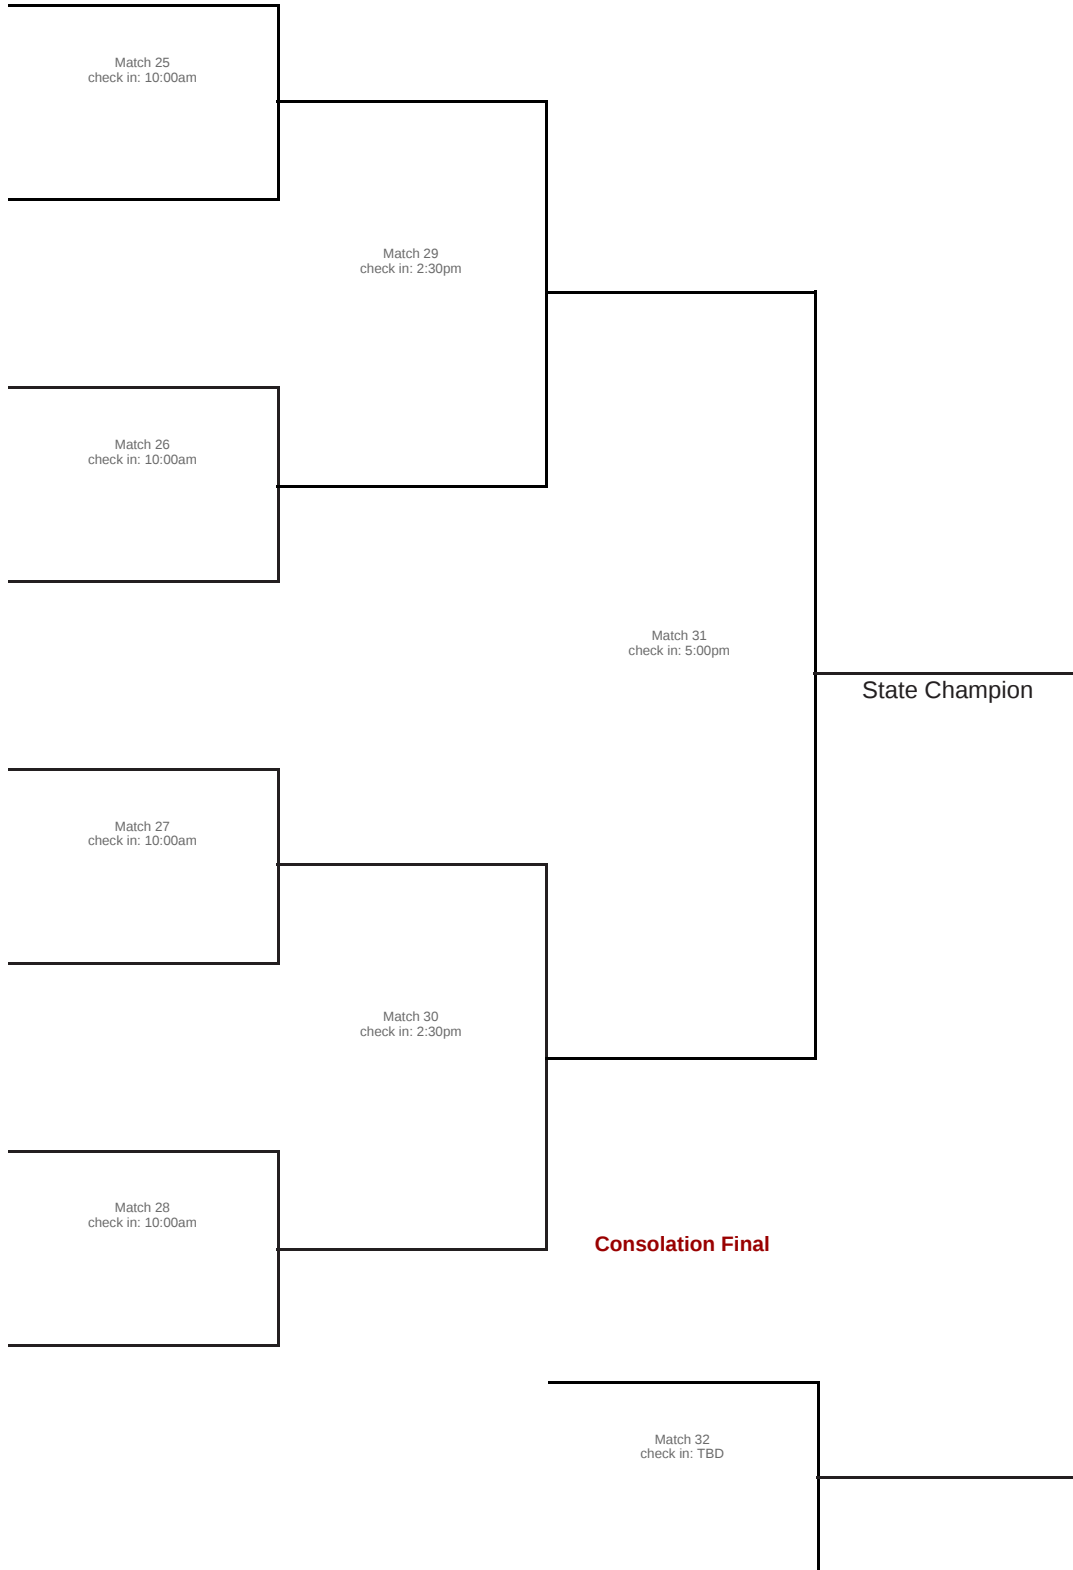 Match 25
check in: 10:00am
Match 29
check in: 2:30pm
Match 26
check in: 10:00am
Match 31
check in: 5:00pm
State Champion
Match 27
check in: 10:00am
Match 30
check in: 2:30pm
Match 28
check in: 10:00am
Consolation Final
Match 32
check in: TBD